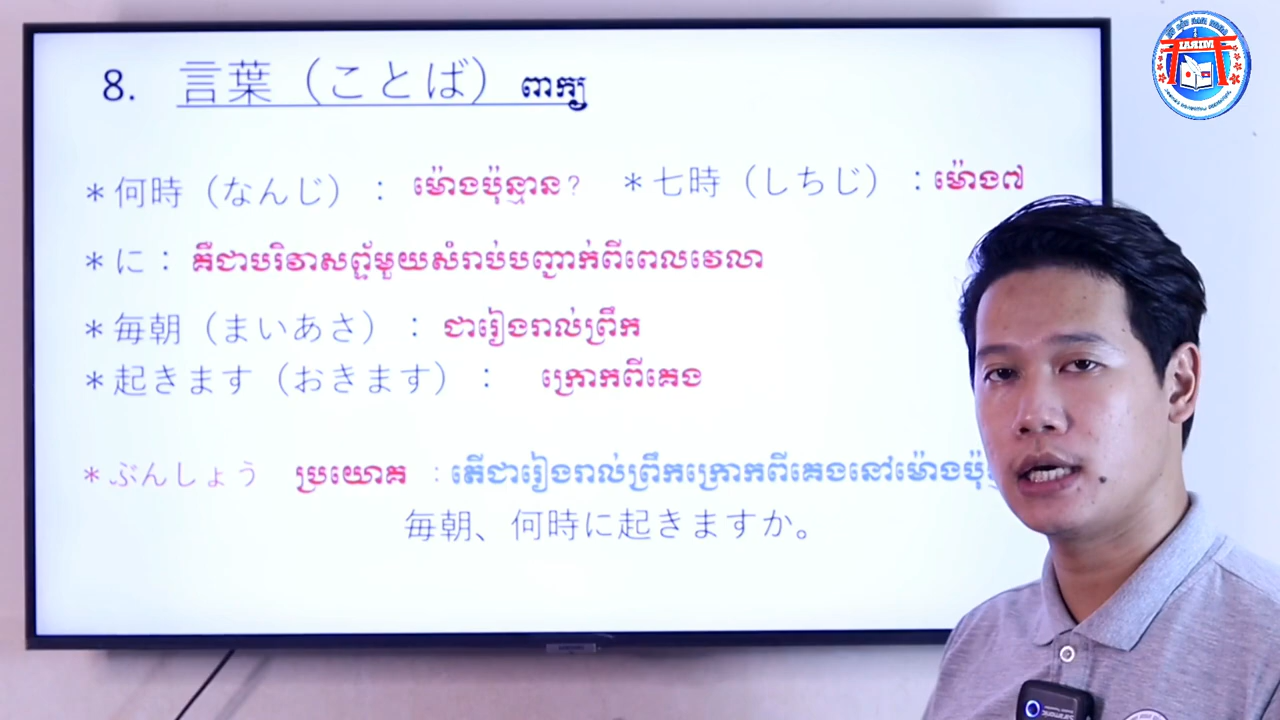 8. 言葉（ことば）ពាក្យ
＊何時（なんじ）： ម៉ោងប៉ុន្មាន? ＊七時（しちじ）：ម៉ោង៧
＊に： គឺជាបរិវាសព្ទ័មួយសំរាប់បញ្ជាក់ពីពេលវេលា
＊毎朝（まいあさ）： ជារៀងរាល់ព្រឹក
＊起きます（おきます）： ក្រោកពីគេង
＊ぶんしょう ប្រយោគ : តើជារៀងរាល់ព្រឹកក្រោកពីគេងនៅម៉ោង
毎朝、何時に起きますか。
MIRAI